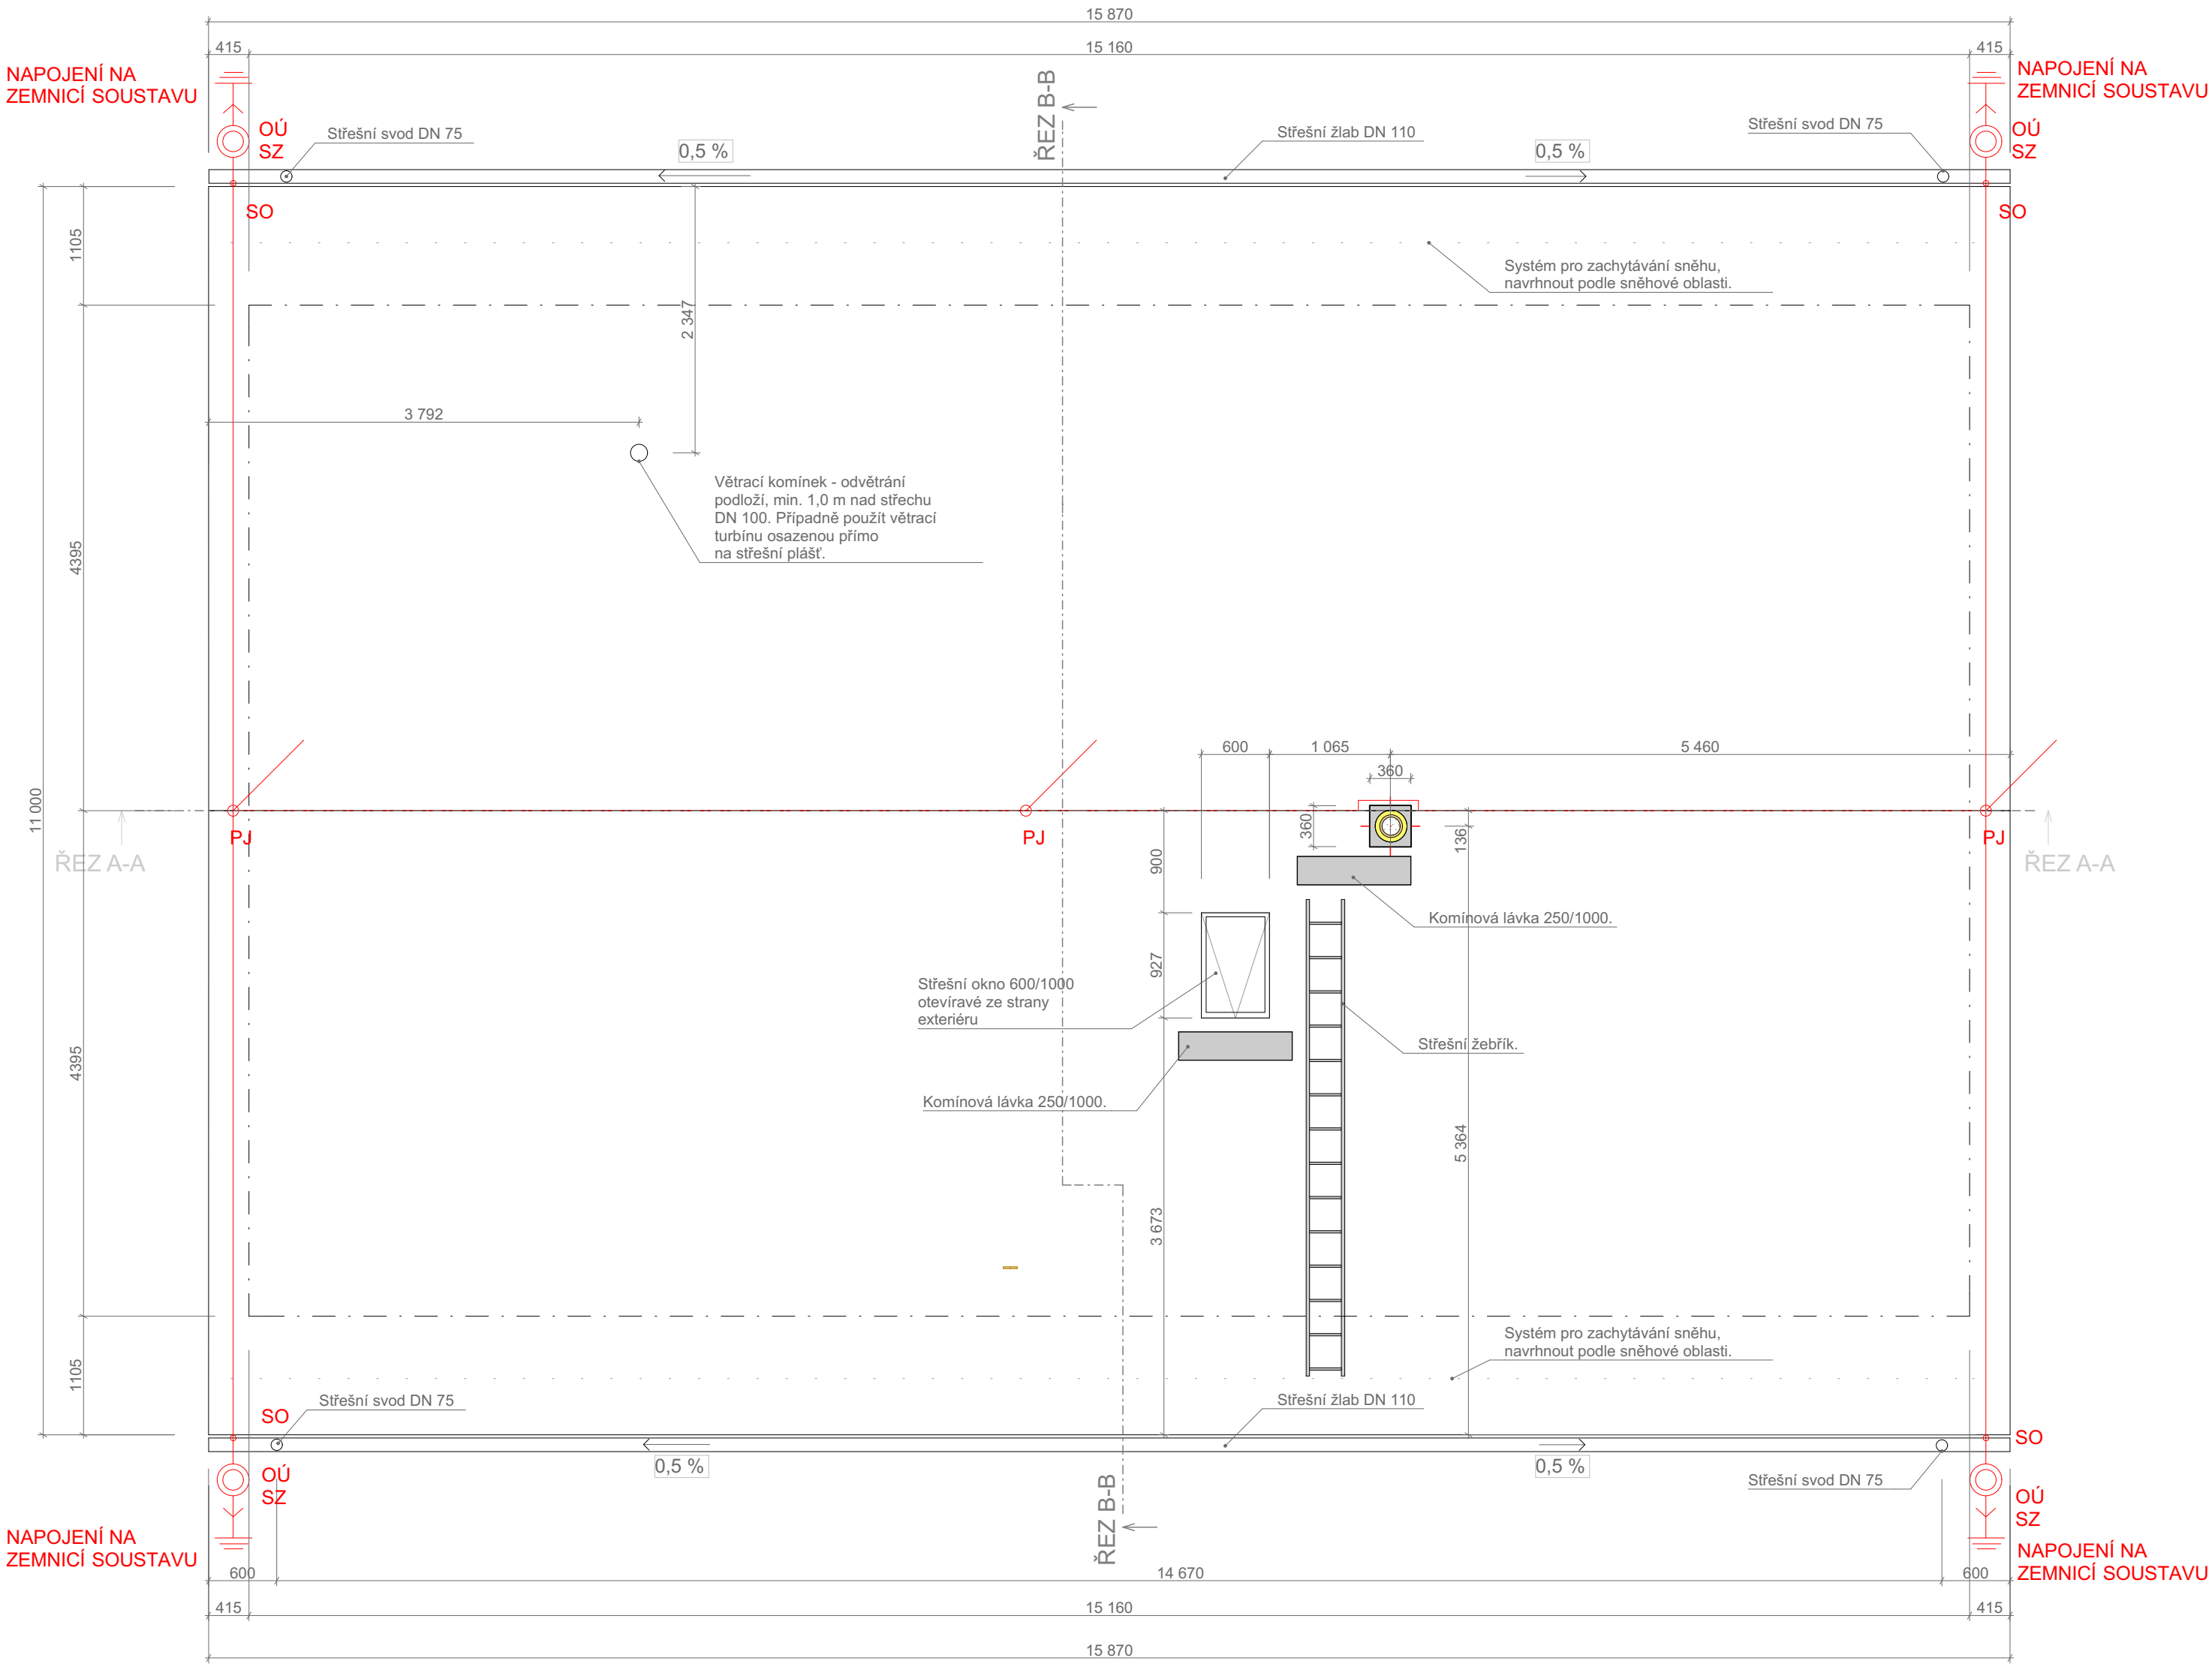 15 870
415
15 160
415
NAPOJENÍ NA
ZEMNICÍ SOUSTAVU
NAPOJENÍ NA
ZEMNICÍ SOUSTAVU
ŘEZ B-B
OÚ
SZ
Střešní svod DN 75
0,5 %
Střešní žlab DN 110
0,5 %
Střešní svod DN 75
OÚ
SZ
SO
SO
1105
Systém pro zachytávání sněhu,
navrhnout podle sněhové oblasti.
2 347
3 792
Větrací komínek - odvětrání
podloží, min. 1,0 m nad střechu
DN 100. Případně použít větrací
turbínu osazenou přímo
na střešní plášť.
4395
11 000
600
1 065
5 460
360
360
136
PJ
PJ
PJ
ŘEZ A-A
ŘEZ A-A
900
Komínová lávka 250/1000.
927
Střešní okno 600/1000
otevíravé ze strany
exteriéru
Střešní žebřík.
4395
Komínová lávka 250/1000.
5 364
3 673
Systém pro zachytávání sněhu,
navrhnout podle sněhové oblasti.
1105
Střešní svod DN 75
Střešní žlab DN 110
SO
SO
0,5 %
0,5 %
OÚ
SZ
Střešní svod DN 75
OÚ
SZ
ŘEZ B-B
NAPOJENÍ NA
ZEMNICÍ SOUSTAVU
NAPOJENÍ NA
ZEMNICÍ SOUSTAVU
600
14 670
600
415
15 160
415
15 870